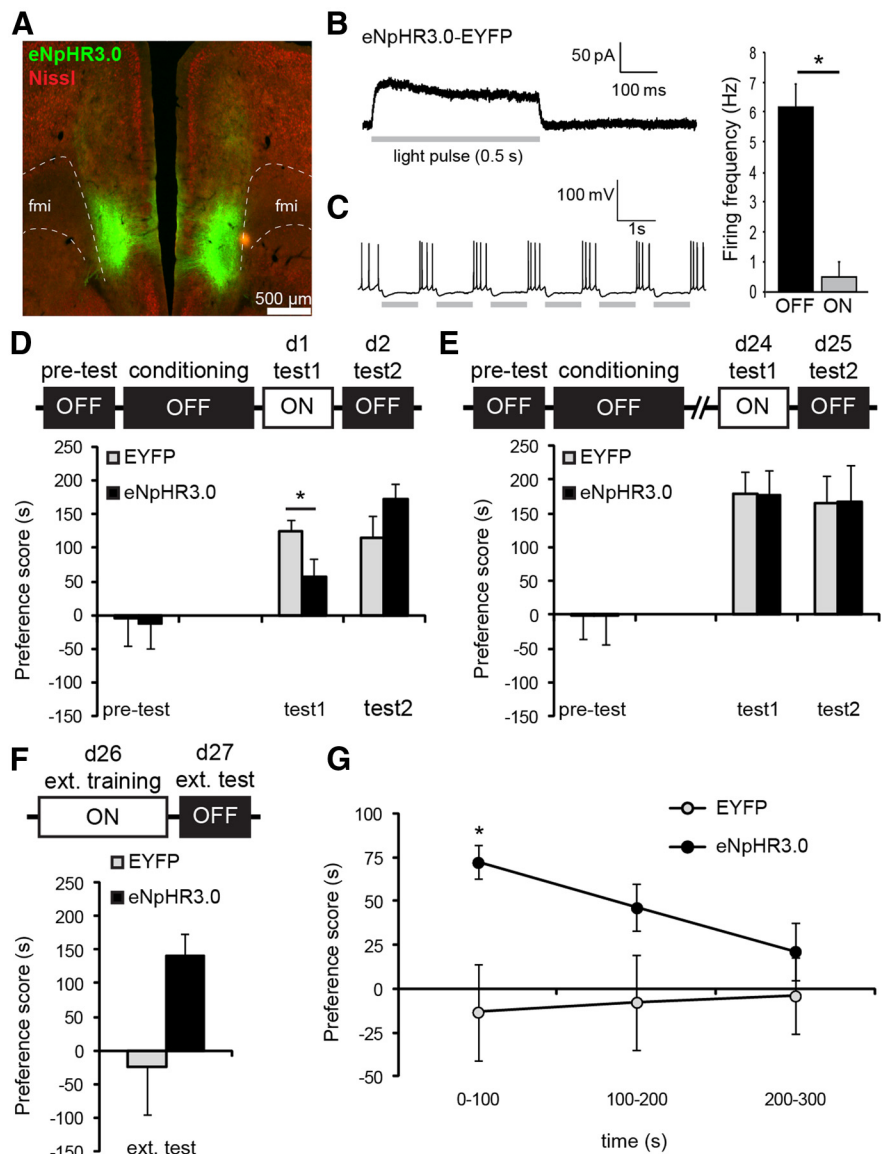 A
eNpHR3.0
Nissl
fmi
fmi
500 µm
B
eNpHR3.0-EYFP
50 pA
100 ms
light pulse (0.5 s)
C
100 mV
1s
Firing frequency (Hz)
8
7
6
5
4
3
2
1
0
*
OFF
ON
D
pre-test
conditioning
d1
test1
d2
test2
OFF
OFF
ON
OFF
Preference score (s)
250
200
150
100
50
0
-50
-100
-150
EYFP
eNpHR3.0
*
pre-test
test1
test2
E
pre-test
conditioning
d24
test1
d25
test2
OFF
OFF
ON
OFF
Preference score (s)
250
200
150
100
50
0
-50
-100
-150
EYFP
eNpHR3.0
pre-test
test1
test2
F
d26
ext. training
d27
ext. test
ON
OFF
EYFP
eNpHR3.0
Preference score (s)
250
200
150
100
50
0
-50
-100
-150
ext. test
G
EYFP
eNpHR3.0
Preference score (s)
100
75
50
25
0
-25
-50
*
0-100
100-200
200-300
time (s)